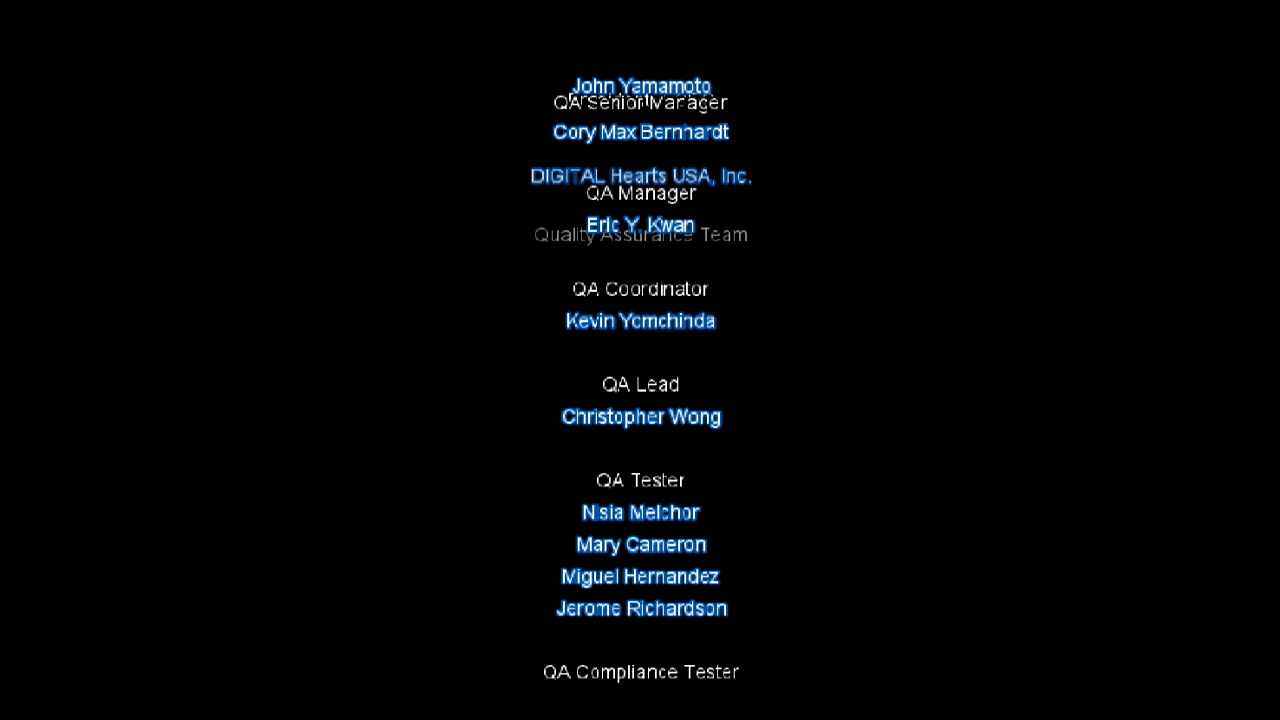 John Yamamoto
QA Senior Manager
Cory Max Bernhardt
DIGITAL Hearts USA, Inc.
QA Manager
Eric Y. Kwan
Quality Assurance Team
QA Coordinator
Kevin Yomchinda
QA Lead
Christopher Wong
QA Tester
Nisia Melchor
Mary Cameron
Miguel Hernandez
Jerome Richardson
QA Compliance Tester